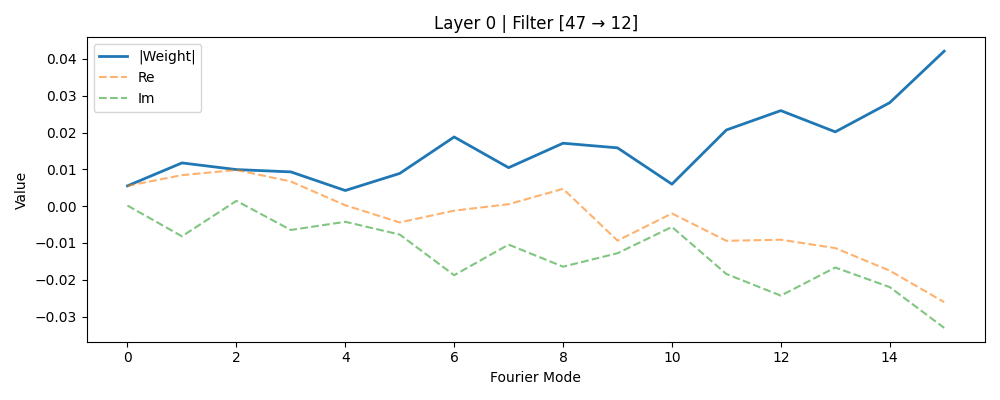 Layer 0 | Filter [47 → 12]
|Weight|
Re
Im
0.04
0.03
0.02
0.01
0.00
−0.01
−0.02
−0.03
Value
0 2 4 6 8 10 12 14
Fourier Mode